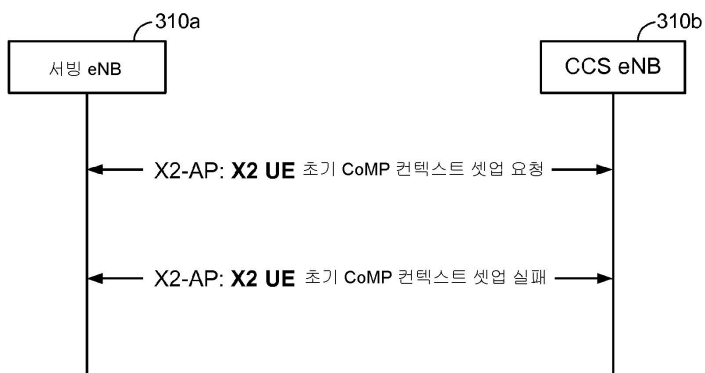 310a
310b
서빙 eNB
CCS eNB
X2-AP: X2 UE 초기 CoMP 컨텍스트 셋업 요청
X2-AP: X2 UE 초기 CoMP 컨텍스트 셋업 실패